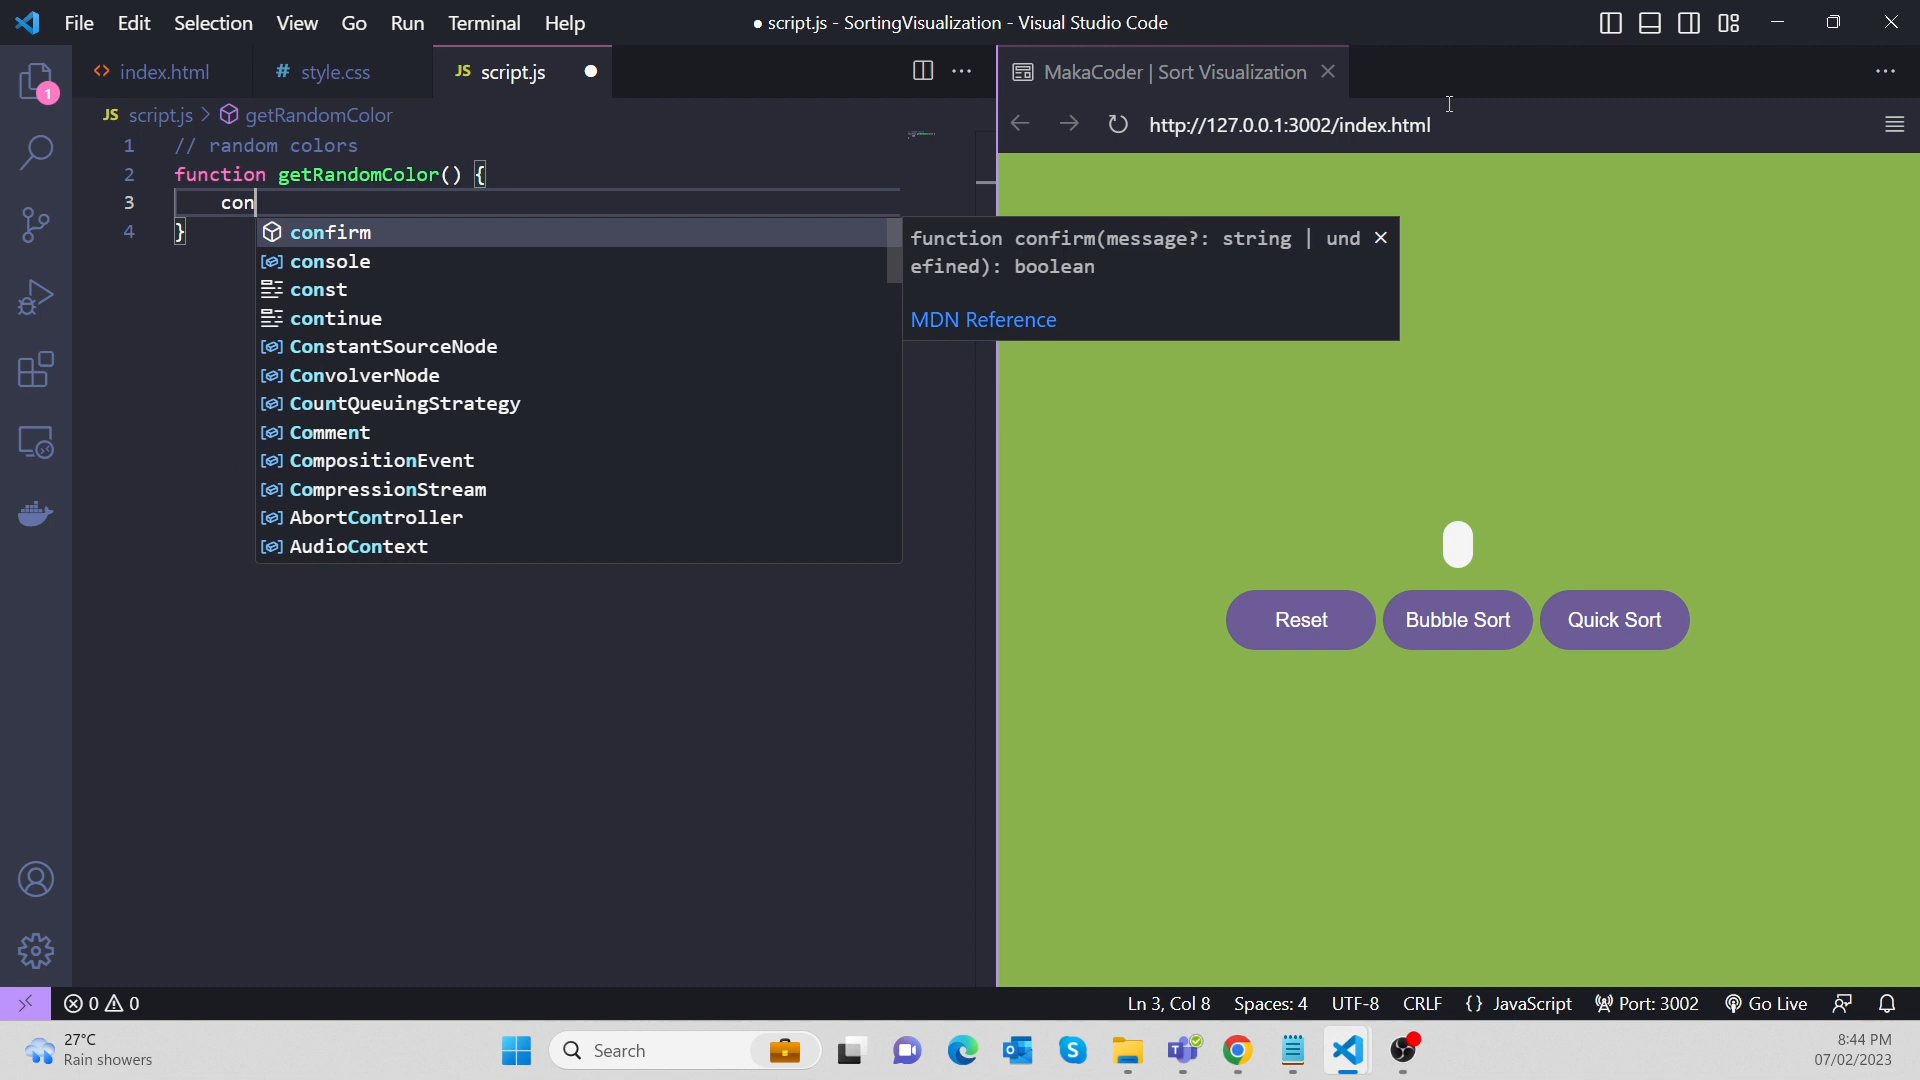 File Edit Selection View Go Run Terminal Help
● script.js - SortingVisualization - Visual Studio Code
<> index.html
# style.css
JS script.js ●
MakaCoder | Sort Visualization
JS script.js > getRandomColor
http://127.0.0.1:3002/index.html
1 // random colors
2 function getRandomColor() {
3 con
4 }
confirm
console
const
continue
ConstantSourceNode
ConvolverNode
CountQueuingStrategy
Comment
CompositionEvent
CompressionStream
AbortController
AudioContext
function confirm(message?: string | und
efined): boolean
MDN Reference
Reset Bubble Sort Quick Sort
1
0 0
Ln 3, Col 8 Spaces: 4 UTF-8 CRLF {} JavaScript Port: 3002 Go Live
27°C
Rain showers
Search
8:44 PM
07/02/2023